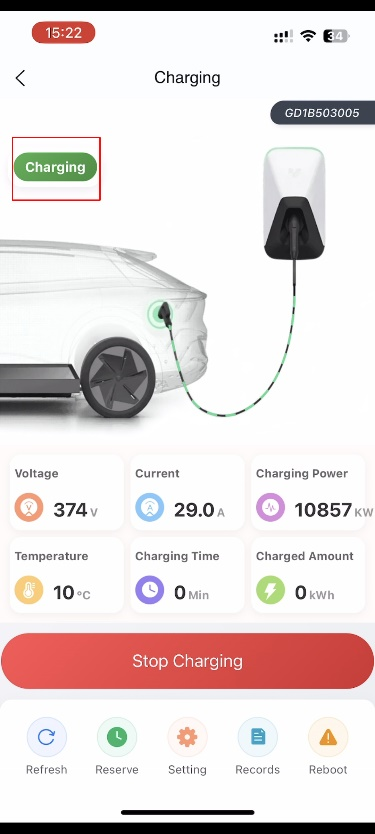 15:22
34
Charging
GD1B503005
Charging
Voltage
Current
Charging Power
374 V
29.0 A
10857 KW
Temperature
Charging Time
Charged Amount
10 °C
0 Min
0 kWh
Stop Charging
Refresh
Reserve
Setting
Records
Reboot